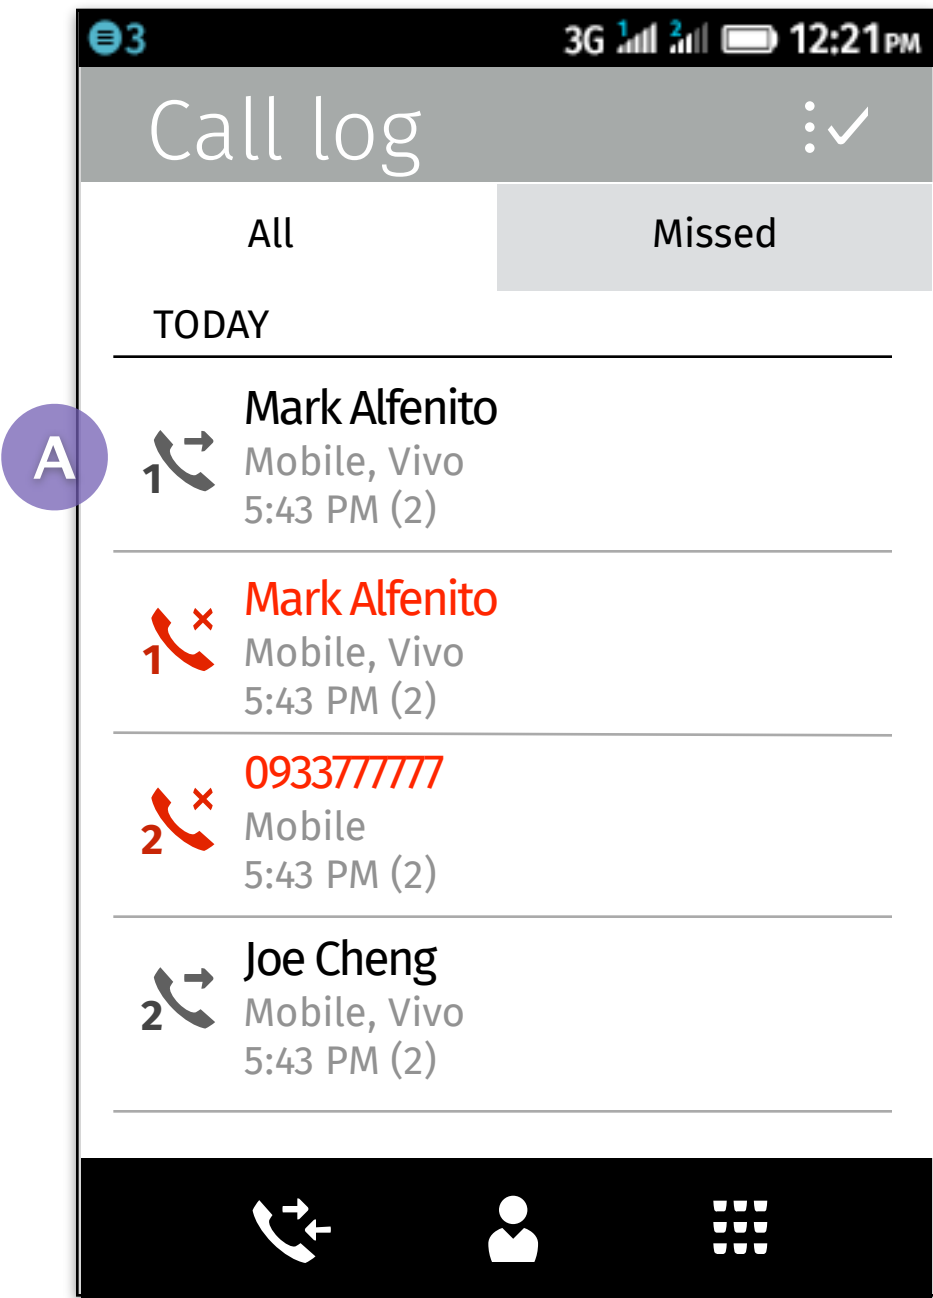 3 3G 1 2 12:21PM
Call log
All Missed
TODAY
A
Mark Alfenito
1
Mobile, Vivo
5:43 PM (2)
Mark Alfenito
1
Mobile, Vivo
5:43 PM (2)
0933777777
2
Mobile
5:43 PM (2)
Joe Cheng
2
Mobile, Vivo
5:43 PM (2)